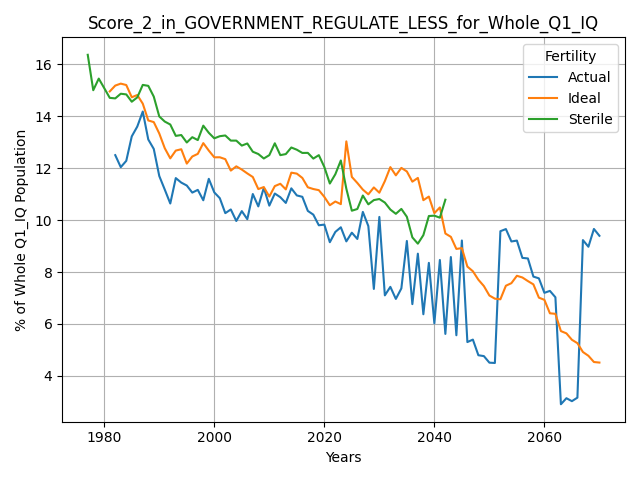 Score_2_in_GOVERNMENT_REGULATE_LESS_for_Whole_Q1_IQ
% of Whole Q1_IQ Population
16
14
12
10
8
6
4
Fertility
Actual
Ideal
Sterile
1980
2000
2020
2040
2060
Years